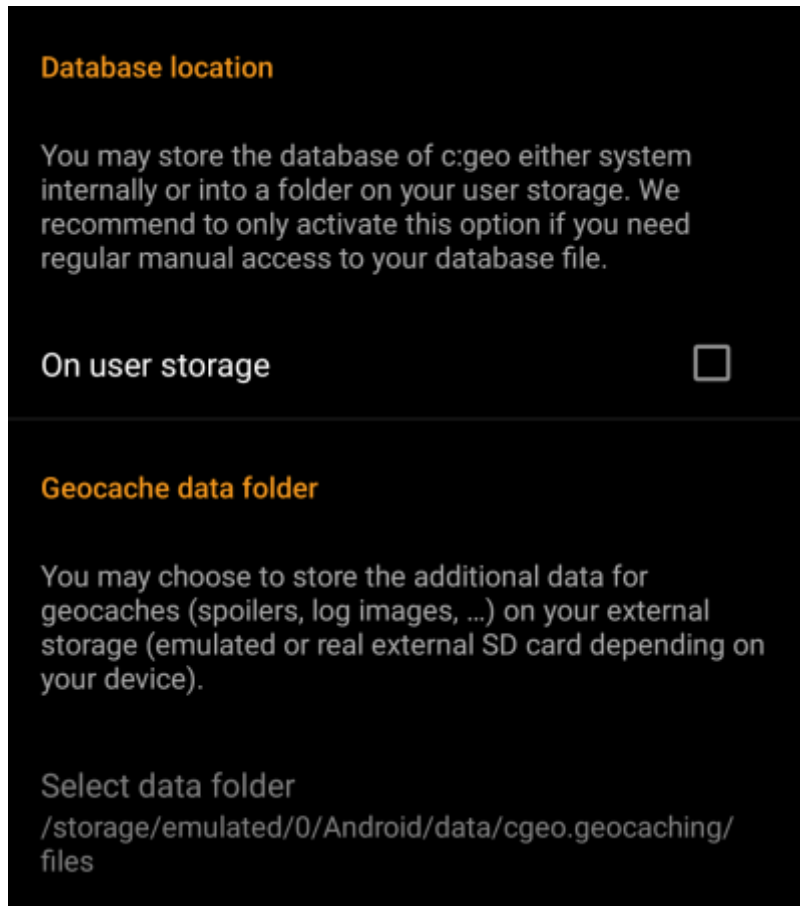 Database location
You may store the database of c:geo either system
internally or into a folder on your user storage. We
recommend to only activate this option if you need
regular manual access to your database file.
On user storage
Geocache data folder
You may choose to store the additional data for
geocaches (spoilers, log images, …) on your external
storage (emulated or real external SD card depending on
your device).
Select data folder
/storage/emulated/0/Android/data/cgeo.geocaching/
files